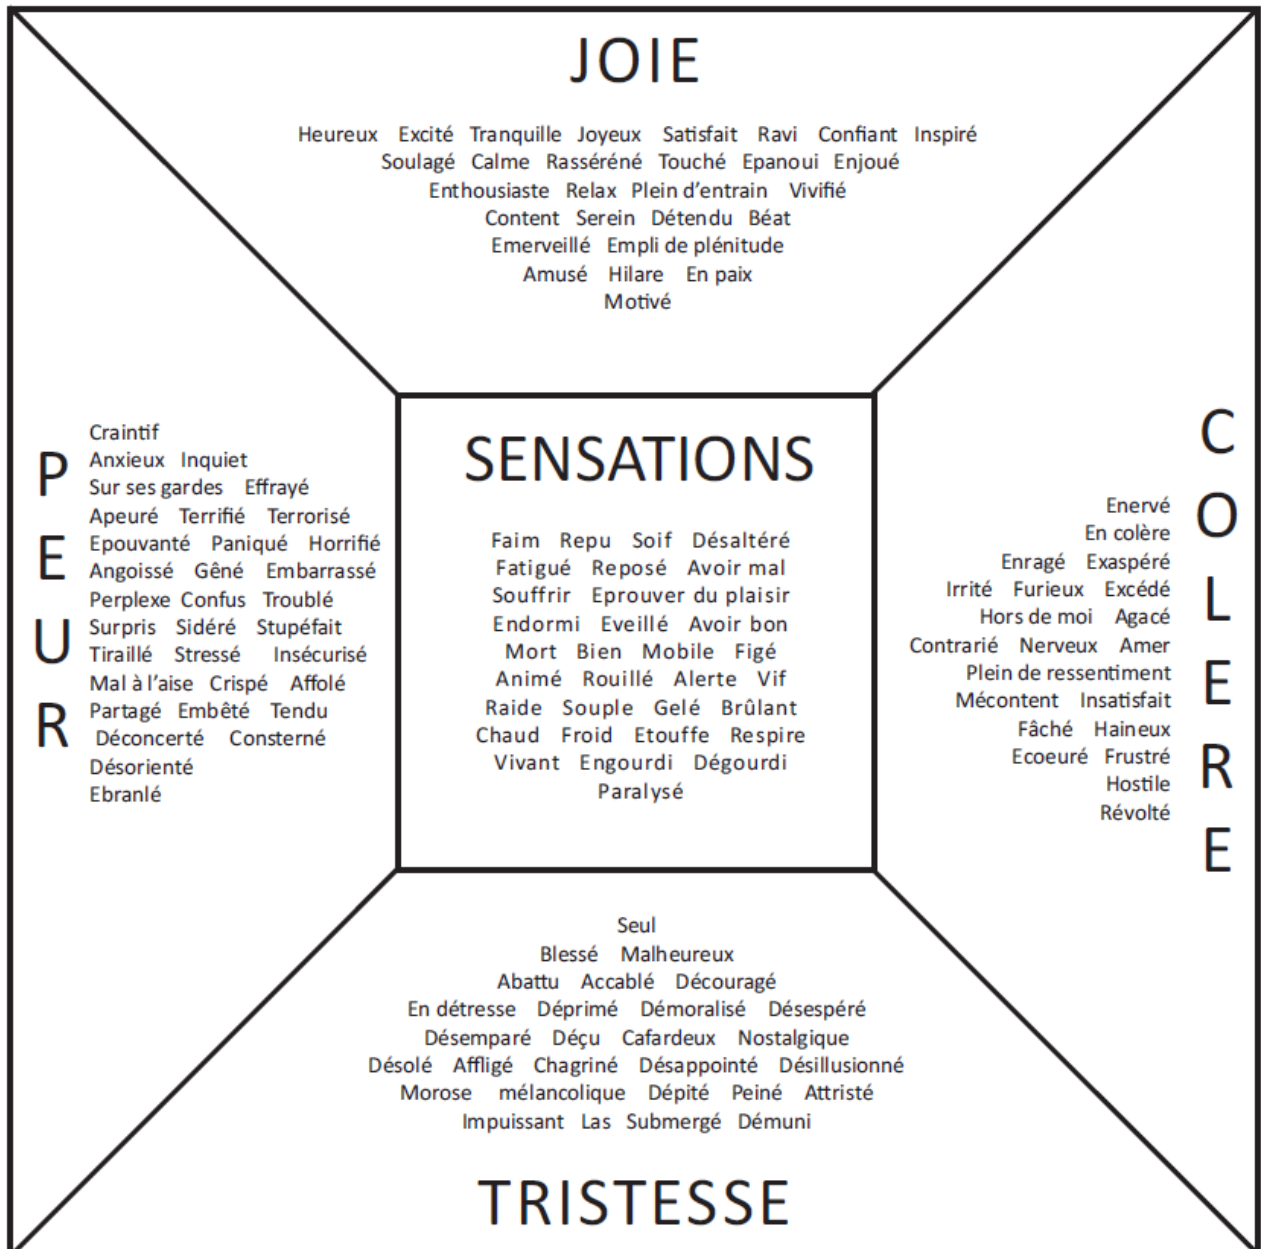 JOIE
Heureux Excité Tranquille Joyeux Satisfait Ravi Confiant Inspiré
Soulagé Calme Rasséréné Touché Epanoui Enjoué
Enthousiaste Relax Plein d’entrain Vivifié
Content Serein Détendu Béat
Emerveillé Empli de plénitude
Amusé Hilare En paix
Motivé
PEUR
Craintif
Anxieux Inquiet
Sur ses gardes Effrayé
Apeuré Terrifié Terrorisé
Epouvanté Paniqué Horrifié
Angoissé Gêné Embarrassé
Perplexe Confus Troublé
Surpris Sidéré Stupéfait
Tiraillé Stressé Insécurisé
Mal à l’aise Crispé Affolé
Partagé Embêté Tendu
Déconcerté Consterné
Désorienté
Ebranlé
SENSATIONS
Faim Repu Soif Désaltéré
Fatigué Reposé Avoir mal
Souffrir Eprouver du plaisir
Endormi Eveillé Avoir bon
Mort Bien Mobile Figé
Animé Rouillé Alerte Vif
Raide Souple Gelé Brûlant
Chaud Froid Etouffe Respire
Vivant Engourdi Dégourdi
Paralysé
COLERE
Enervé
En colère
Enragé Exaspéré
Irrité Furieux Excédé
Hors de moi Agacé
Contrarié Nerveux Amer
Plein de ressentiment
Mécontent Insatisfait
Fâché Haineux
Ecoeuré Frustré
Hostile
Révolté
Seul
Blessé Malheureux
Abattu Accablé Découragé
En détresse Déprimé Démoralisé Désespéré
Désemparé Déçu Cafardeux Nostalgique
Désolé Affligé Chagriné Désappointé Désillusionné
Morose mélancolique Dépité Peiné Attristé
Impuissant Las Submergé Démuni
TRISTESSE